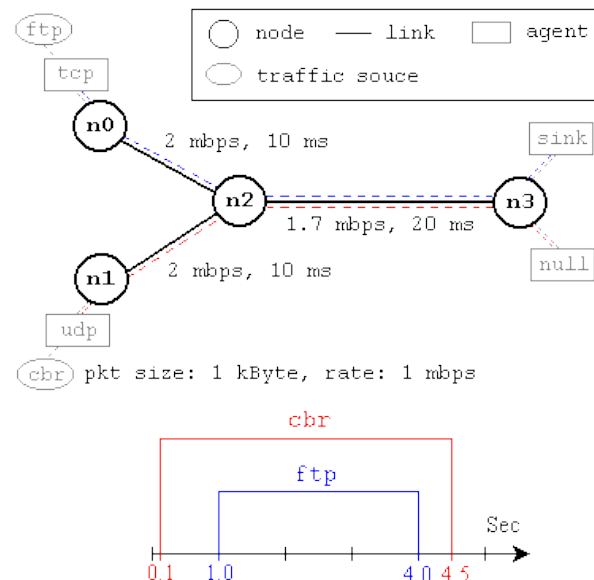 ftp
node
link
agent
tcp
traffic souce
n0
2 mbps, 10 ms
sink
n2
n3
1.7 mbps, 20 ms
n1
2 mbps, 10 ms
null
udp
cbr
pkt size: 1 kByte, rate: 1 mbps
cbr
ftp
Sec
0.1
1.0
4.0
4.5